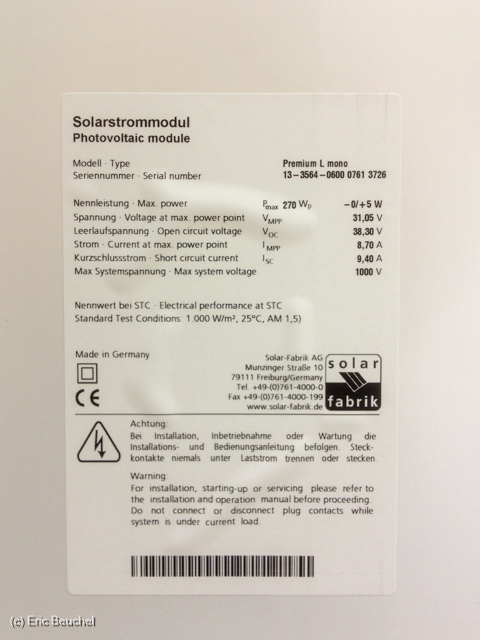 Solarstrommodul
Photovoltaic module
Modell · Type Premium L mono
Seriennummer · Serial number 13–3564–0600 0761 3726
Nennleistung · Max. power Pmax 270 Wp –0/+5 W
Spannung · Voltage at max. power point VMPP 31,05 V
Leerlaufspannung · Open circuit voltage VOC 38,30 V
Strom · Current at max. power point IMPP 8,70 A
Kurzschlussstrom · Short circuit current ISC 9,40 A
Max Systemspannung · Max system voltage 1000 V
Nennwert bei STC · Electrical performance at STC
Standard Test Conditions: 1.000 W/m², 25°C, AM 1,5)
Made in Germany
CE
Solar-Fabrik AG
Munzinger Straße 10
79111 Freiburg/Germany
Tel. +49-(0)761-4000-0
Fax +49-(0)761-4000-199
www.solar-fabrik.de
solar
fabrik
Achtung
Bei Installation, Inbetriebnahme oder Wartung die
Installations- und Bedienungsanleitung befolgen. Steck-
kontakte niemals unter Laststrom trennen oder stecken.
Warning
For installation, starting-up or servicing please refer to
the installation and operation manual before proceeding.
Do not connect or disconnect plug contacts while
system is under current load.
(c) Eric Beuchel